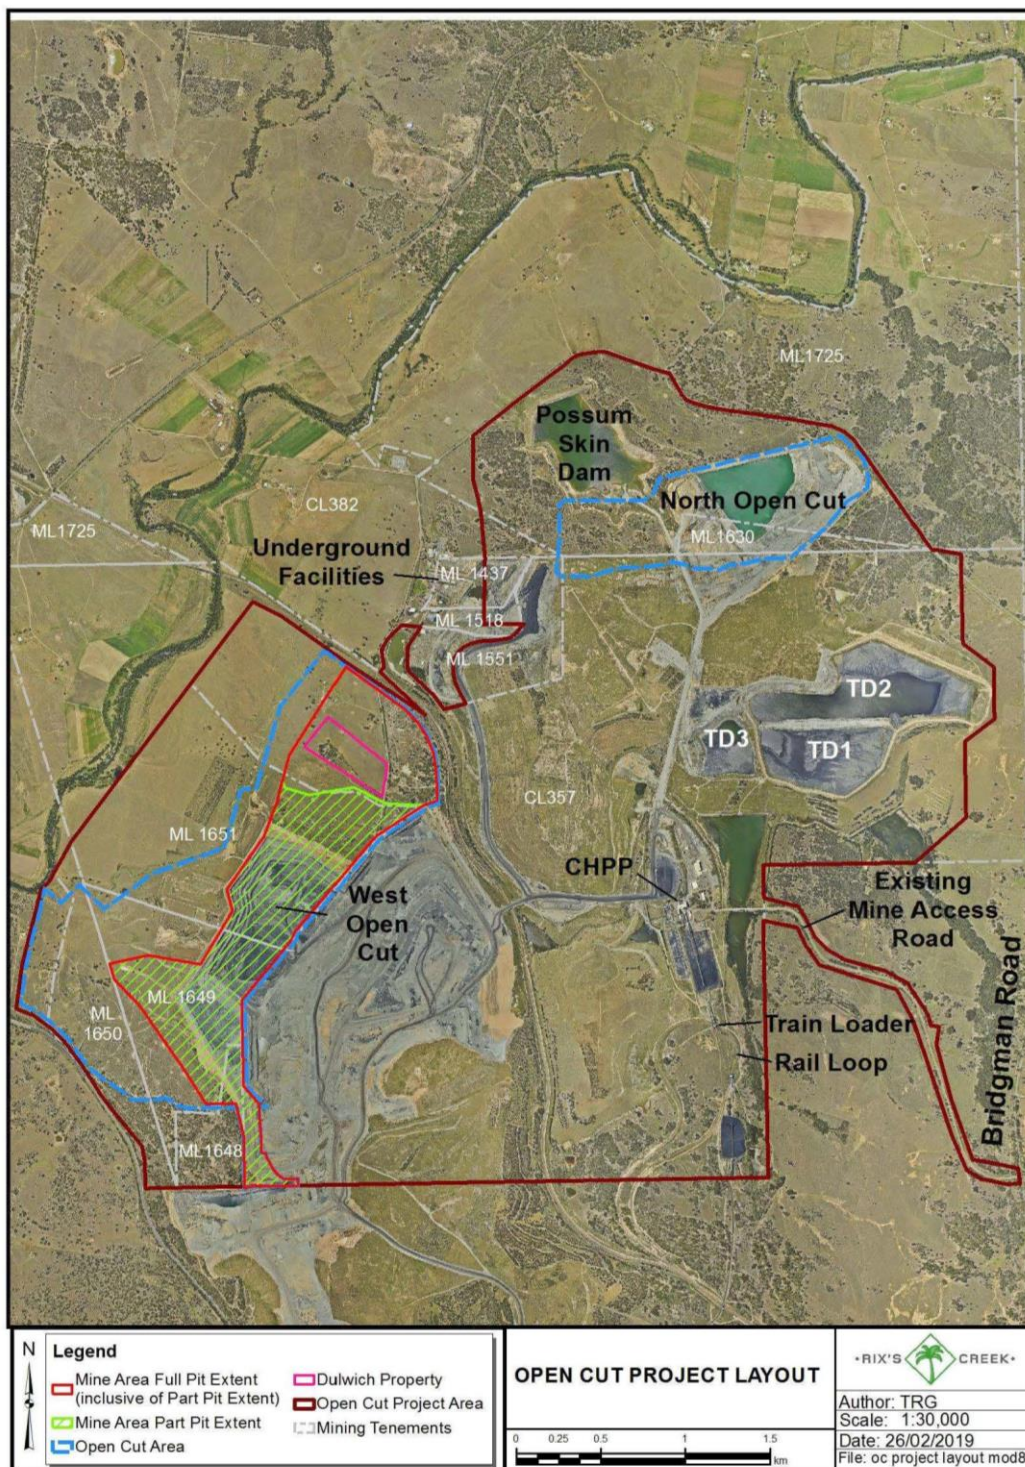 ML1725
Possum
Skin
Dam
North Open Cut
ML1630
CL382
ML1725
Underground
Facilities
ML 1437
ML 1518
ML 1551
TD2
TD3
TD1
CL357
ML 1651
CHPP
Existing
Mine Access
Road
West
Open
Cut
ML 1649
ML
1650
Train Loader
Rail Loop
Bridgman Road
ML1648
N
Legend
Mine Area Full Pit Extent
(inclusive of Part Pit Extent)
Mine Area Part Pit Extent
Open Cut Area
Dulwich Property
Open Cut Project Area
Mining Tenements
OPEN CUT PROJECT LAYOUT
0 0.25 0.5 1 1.5
km
•RIX'S CREEK•
Author: TRG
Scale: 1:30,000
Date: 26/02/2019
File: oc project layout mod8